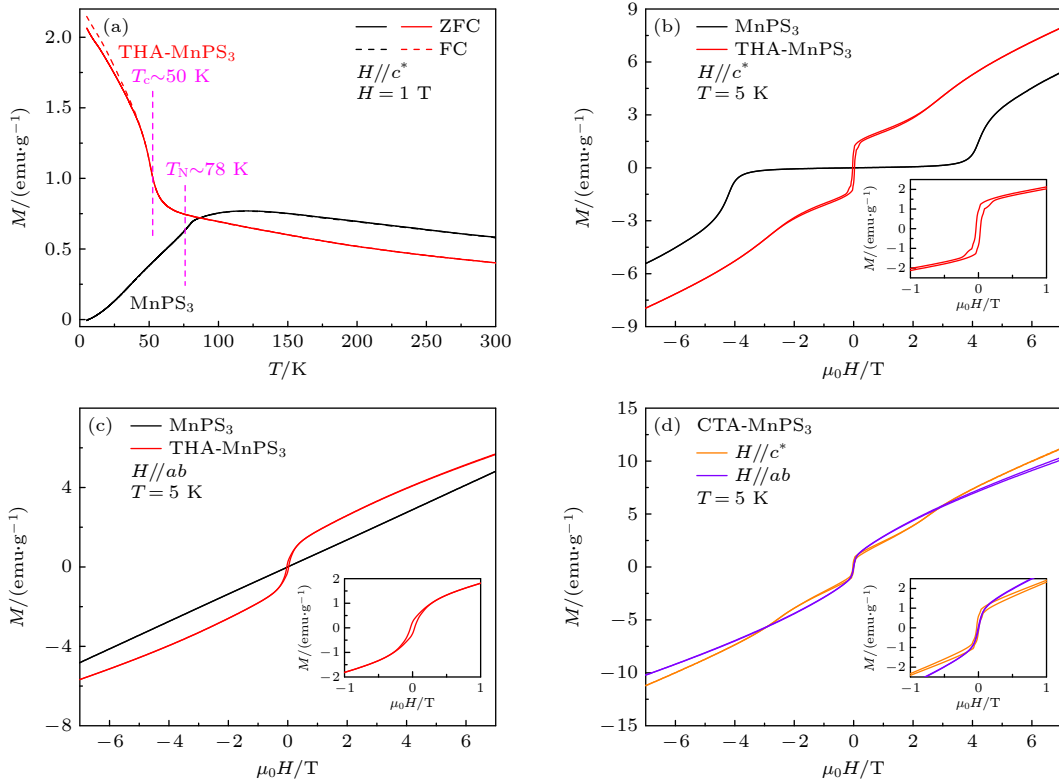 (a)
ZFC
FC
THA-MnPS₃
T_c~50 K
H//c*
H = 1 T
T_N~78 K
MnPS₃
2.0
1.5
1.0
0.5
0
M/(emu·g⁻¹)
0 50 100 150 200 250 300
T/K
(b)
MnPS₃
THA-MnPS₃
H//c*
T = 5 K
9
6
3
0
-3
-6
-9
M/(emu·g⁻¹)
-6 -4 -2 0 2 4 6
μ₀H/T
2
1
0
-1
-2
M/(emu·g⁻¹)
-1 0 1
μ₀H/T
(c)
MnPS₃
THA-MnPS₃
H//ab
T = 5 K
4
0
-4
-8
M/(emu·g⁻¹)
-6 -4 -2 0 2 4 6
μ₀H/T
2
1
0
-1
-2
M/(emu·g⁻¹)
-1 0 1
μ₀H/T
(d) CTA-MnPS₃
H//c*
H//ab
T = 5 K
15
10
5
0
-5
-10
-15
M/(emu·g⁻¹)
-6 -4 -2 0 2 4 6
μ₀H/T
2
1
0
-1
-2
M/(emu·g⁻¹)
-1 0 1
μ₀H/T